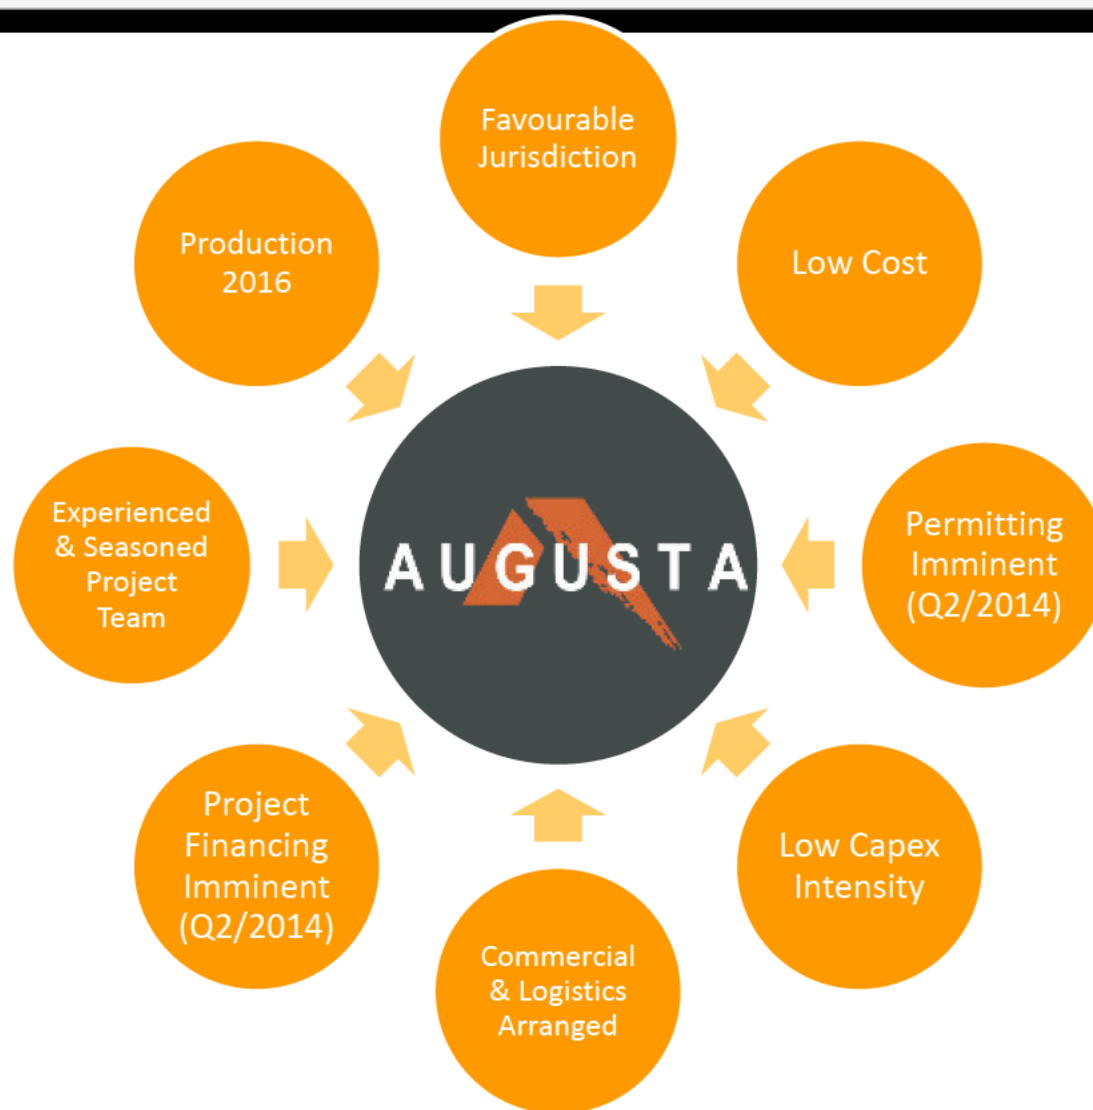 Favourable
Jurisdiction
Low Cost
Permitting
Imminent
(Q2/2014)
Low Capex
Intensity
Commercial
& Logistics
Arranged
Project
Financing
Imminent
(Q2/2014)
Experienced
& Seasoned
Project
Team
Production
2016
AUGUSTA